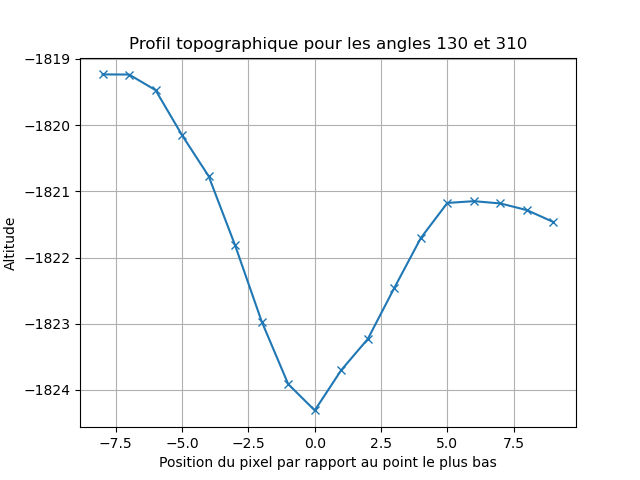 Profil topographique pour les angles 130 et 310
−1819
−1820
−1821
−1822
−1823
−1824
Altitude
−7.5 −5.0 −2.5 0.0 2.5 5.0 7.5
Position du pixel par rapport au point le plus bas